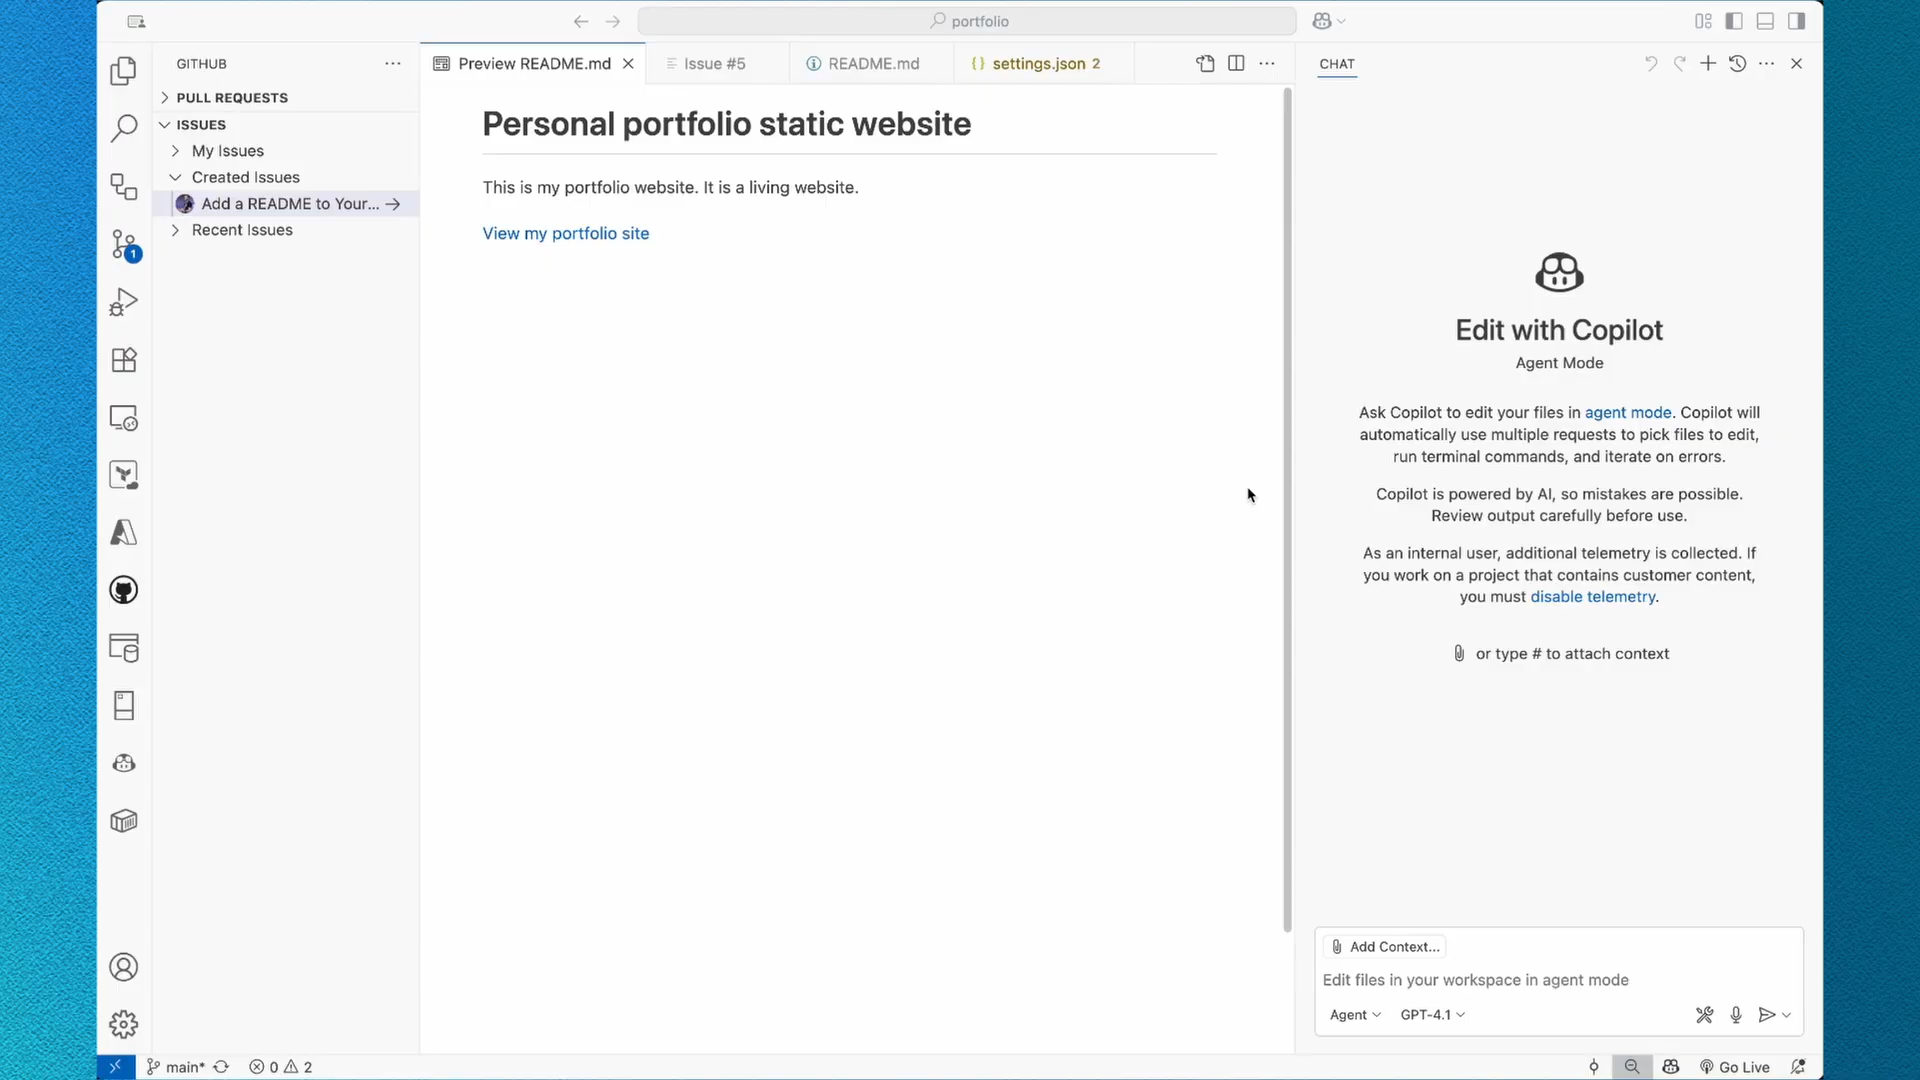 portfolio
GITHUB
PULL REQUESTS
ISSUES
My Issues
Created Issues
Add a README to Your...
Recent Issues
Preview README.md
Issue #5
README.md
{} settings.json 2
Personal portfolio static website
This is my portfolio website. It is a living website.
View my portfolio site
CHAT
Edit with Copilot
Agent Mode
Ask Copilot to edit your files in agent mode. Copilot will
automatically use multiple requests to pick files to edit,
run terminal commands, and iterate on errors.
Copilot is powered by AI, so mistakes are possible.
Review output carefully before use.
As an internal user, additional telemetry is collected. If
you work on a project that contains customer content,
you must disable telemetry.
or type # to attach context
Add Context...
Edit files in your workspace in agent mode
Agent
GPT-4.1
1
main*
0
2
Go Live